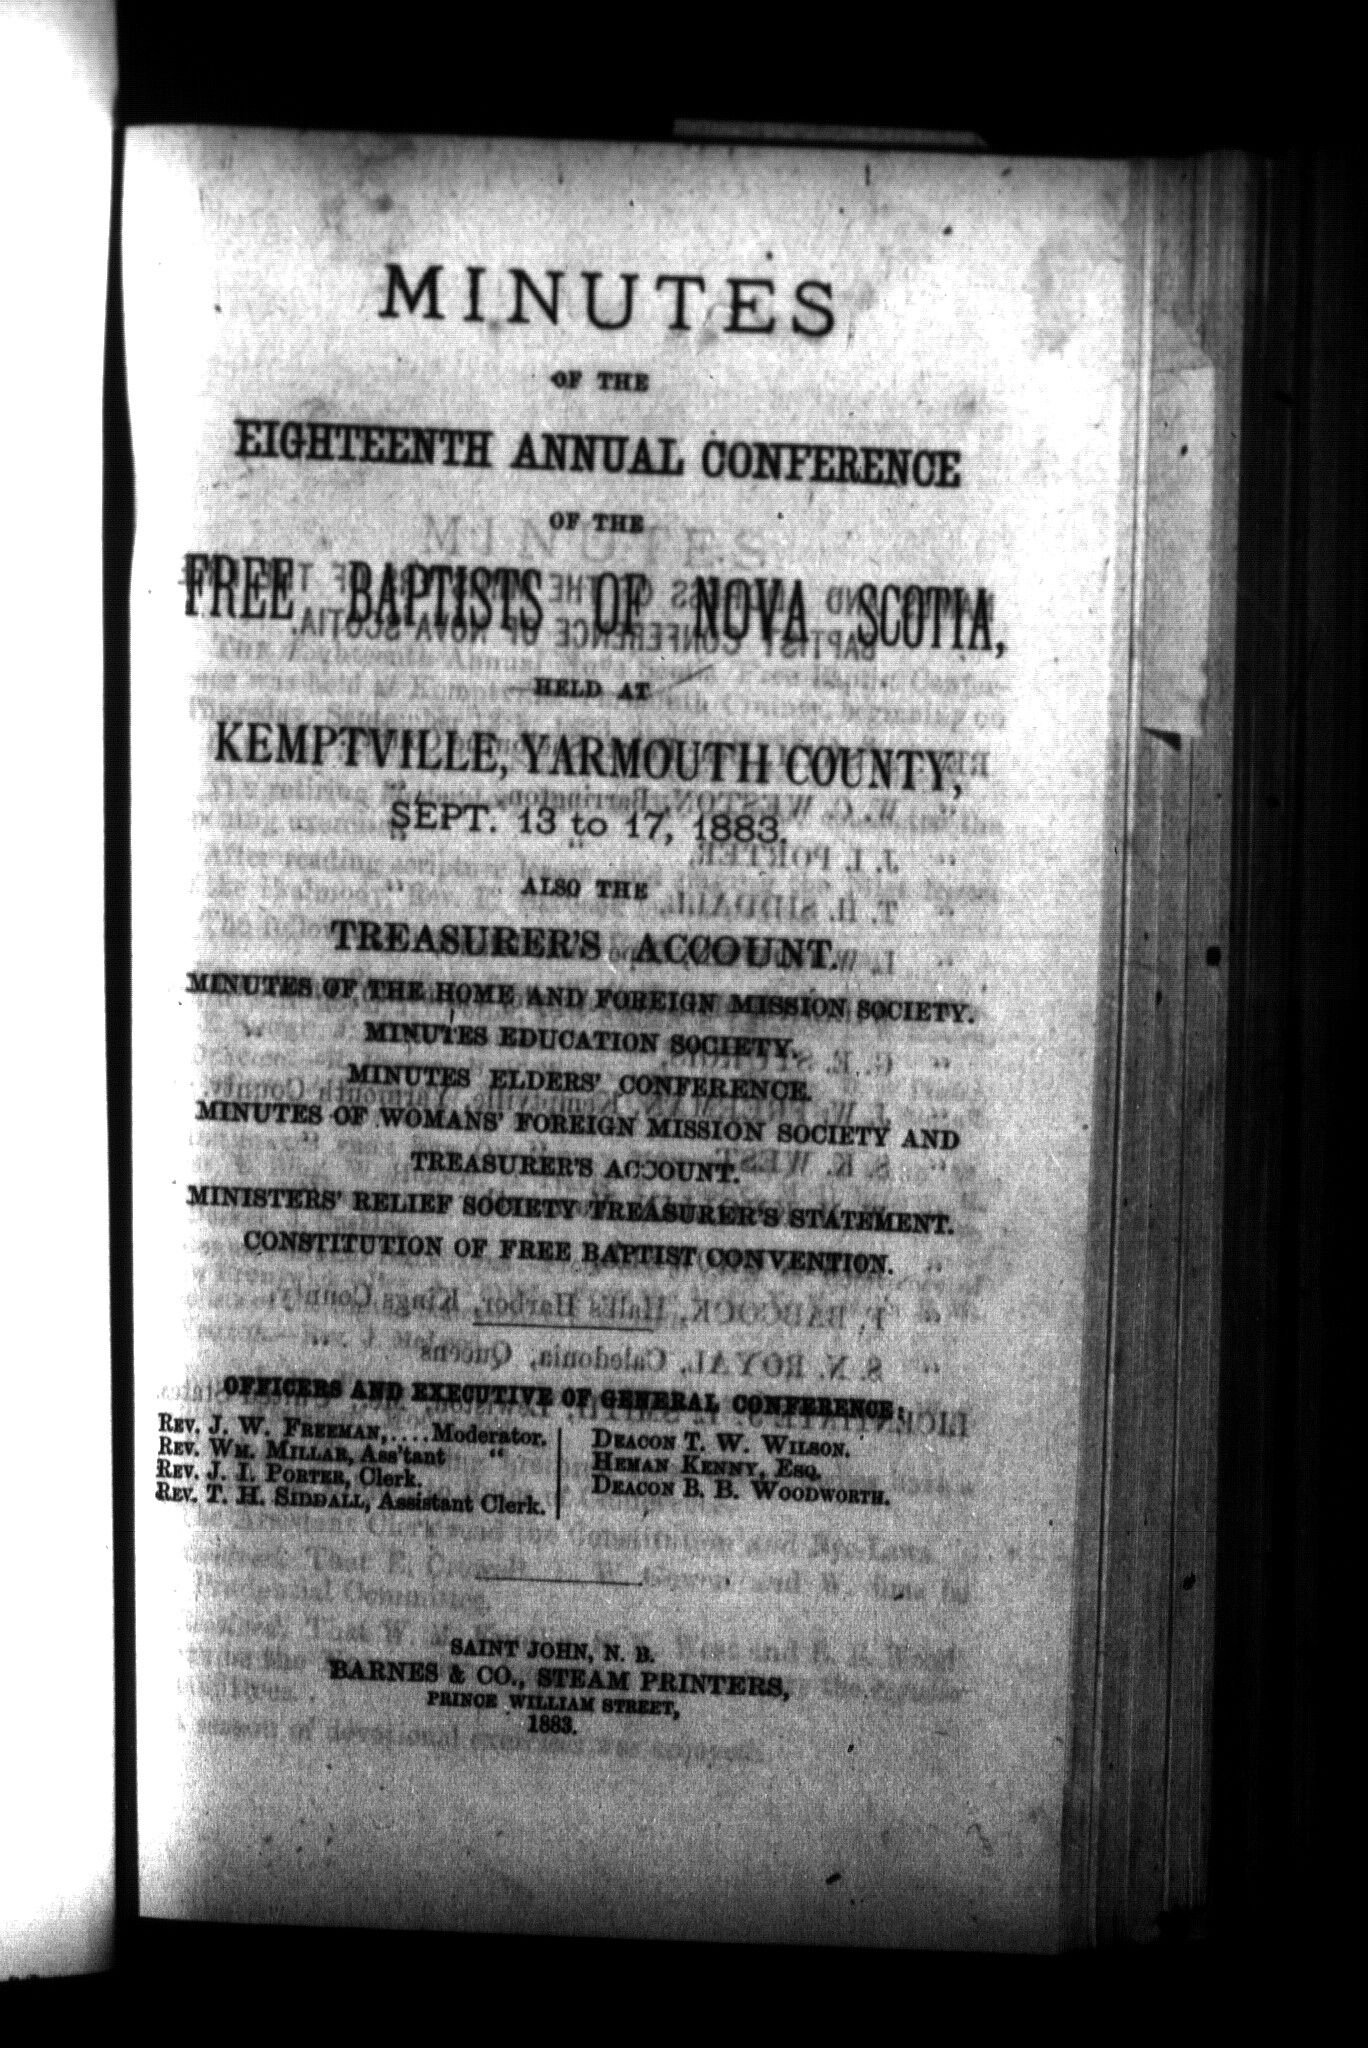 MINUTES
OF THE
EIGHTEENTH ANNUAL CONFERENCE
OF THE
FREE BAPTISTS OF NOVA SCOTIA,
HELD AT
KEMPTVILLE, YARMOUTH COUNTY,
SEPT. 13 to 17, 1883.
ALSO THE
TREASURER'S ACCOUNT.
MINUTES OF THE HOME AND FOREIGN MISSION SOCIETY.
MINUTES EDUCATION SOCIETY.
MINUTES ELDERS' CONFERENCE.
MINUTES OF WOMANS' FOREIGN MISSION SOCIETY AND
TREASURER'S ACCOUNT.
MINISTERS' RELIEF SOCIETY TREASURER'S STATEMENT.
CONSTITUTION OF FREE BAPTIST CONVENTION.
OFFICERS AND EXECUTIVE OF GENERAL CONFERENCE:
REV. J. W. FREEMAN,....Moderator.
REV. WM. MILLAR, Ass'tant "
REV. J. I. PORTER, Clerk.
REV. T. H. SIDDALL, Assistant Clerk.
DEACON T. W. WILSON.
HEMAN KENNY, ESQ.
DEACON B. B. WOODWORTH.
SAINT JOHN, N. B.
BARNES & CO., STEAM PRINTERS,
PRINCE WILLIAM STREET,
1883.